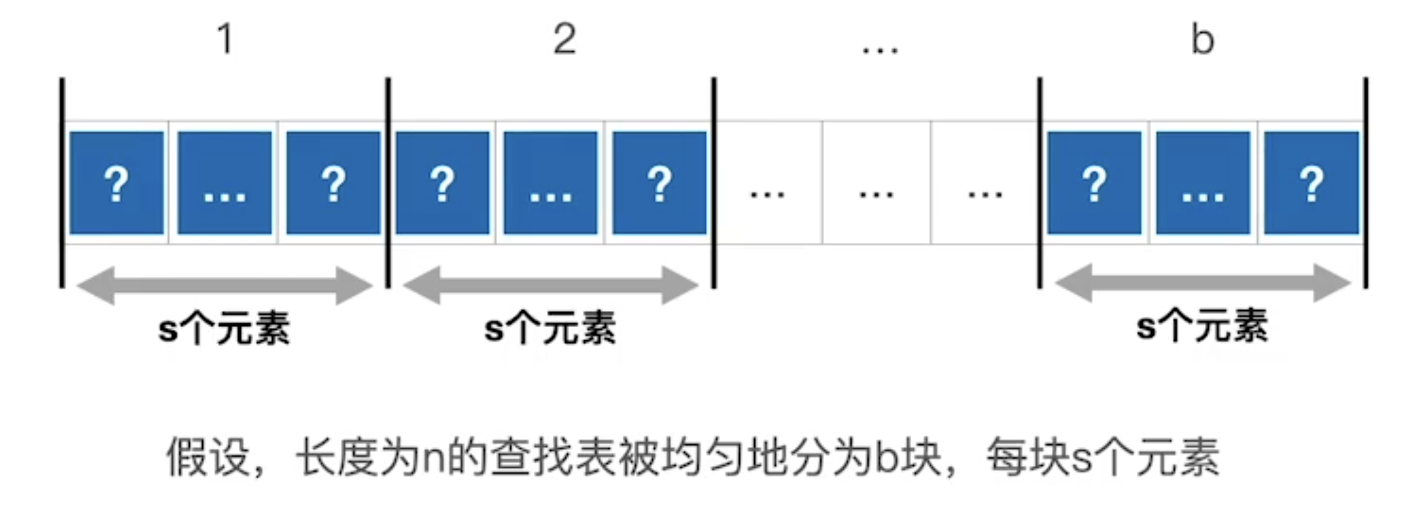 1 2 ... b
? ... ? ? ... ? ... ... ... ? ... ?
s个元素 s个元素 s个元素
假设，长度为n的查找表被均匀地分为b块，每块s个元素